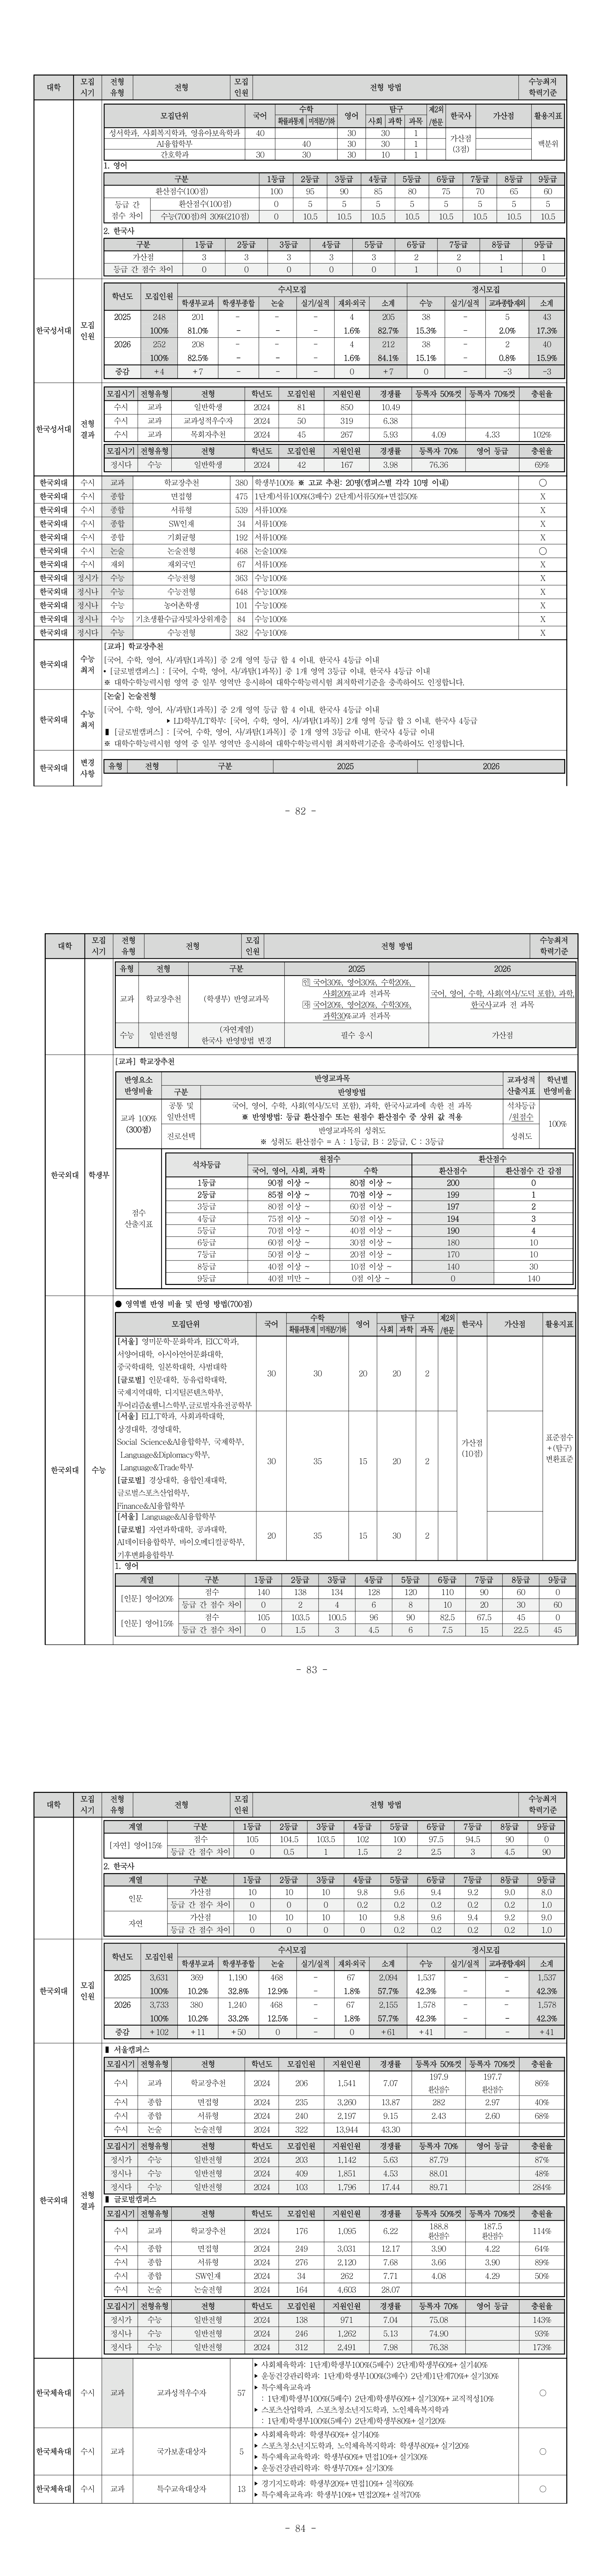 대학 모집시기 전형유형 전형 모집인원 전형 방법 수능최저학력기준
모집단위 국어 수학 영어 탐구 제2외/한문 한국사 가산점 활용지표
확률과통계 미적분/기하 사회 과학 과목
성서학과, 사회복지학과, 영유아보육학과 40 30 30 1 가산점(3점) 백분위
AI융합학부 40 30 30 1
간호학과 30 30 30 10 1
1. 영어
구분 1등급 2등급 3등급 4등급 5등급 6등급 7등급 8등급 9등급
환산점수(100점) 100 95 90 85 80 75 70 65 60
등급 간 점수 차이 환산점수(100점) 0 5 5 5 5 5 5 5 5
수능(700점)의 30%(210점) 0 10.5 10.5 10.5 10.5 10.5 10.5 10.5 10.5
2. 한국사
구분 1등급 2등급 3등급 4등급 5등급 6등급 7등급 8등급 9등급
가산점 3 3 3 3 3 2 2 1 1
등급 간 점수 차이 0 0 0 0 0 1 0 1 0
한국성서대 모집인원
학년도 모집인원 수시모집 정시모집
학생부교과 학생부종합 논술 실기/실적 재외·외국 소계 수능 실기/실적 교과종합재외 소계
2025 248 201 - - - 4 205 38 - 5 43
100% 81.0% - - - 1.6% 82.7% 15.3% - 2.0% 17.3%
2026 252 208 - - - 4 212 38 - 2 40
100% 82.5% - - - 1.6% 84.1% 15.1% - 0.8% 15.9%
증감 +4 +7 - - - 0 +7 0 - -3 -3
한국성서대 전형결과
모집시기 전형유형 전형 학년도 모집인원 지원인원 경쟁률 등록자 50%컷 등록자 70%컷 충원율
수시 교과 일반학생 2024 81 850 10.49
수시 교과 교과성적우수자 2024 50 319 6.38
수시 교과 목회자추천 2024 45 267 5.93 4.09 4.33 102%
모집시기 전형유형 전형 학년도 모집인원 지원인원 경쟁률 등록자 70% 영어 등급 충원율
정시다 수능 일반학생 2024 42 167 3.98 76.36 69%
한국외대 수시 교과 학교장추천 380 학생부100% ※ 고교 추천: 20명(캠퍼스별 각각 10명 이내) ○
한국외대 수시 종합 면접형 475 1단계)서류100%(3배수) 2단계)서류50%+면접50% X
한국외대 수시 종합 서류형 539 서류100% X
한국외대 수시 종합 SW인재 34 서류100% X
한국외대 수시 종합 기회균형 192 서류100% X
한국외대 수시 논술 논술전형 468 논술100% ○
한국외대 수시 재외 재외국민 67 서류100% X
한국외대 정시가 수능 수능전형 363 수능100% X
한국외대 정시나 수능 수능전형 648 수능100% X
한국외대 정시나 수능 농어촌학생 101 수능100% X
한국외대 정시나 수능 기초생활수급자및차상위계층 84 수능100% X
한국외대 정시다 수능 수능전형 382 수능100% X
한국외대 수능최저
[교과] 학교장추천
[국어, 수학, 영어, 사/과탐(1과목)] 중 2개 영역 등급 합 4 이내, 한국사 4등급 이내
• [글로벌캠퍼스] : [국어, 수학, 영어, 사/과탐(1과목)] 중 1개 영역 3등급 이내, 한국사 4등급 이내
※ 대학수학능력시험 영역 중 일부 영역만 응시하여 대학수학능력시험 최저학력기준을 충족하여도 인정합니다.
한국외대 수능최저
[논술] 논술전형
[국어, 수학, 영어, 사/과탐(1과목)] 중 2개 영역 등급 합 4 이내, 한국사 4등급 이내
▸ LD학부/LT학부: [국어, 수학, 영어, 사/과탐(1과목)] 2개 영역 등급 합 3 이내, 한국사 4등급
▮ [글로벌캠퍼스] : [국어, 수학, 영어, 사/과탐(1과목)] 중 1개 영역 3등급 이내, 한국사 4등급 이내
※ 대학수학능력시험 영역 중 일부 영역만 응시하여 대학수학능력시험 최저학력기준을 충족하여도 인정합니다.
한국외대 변경사항
유형 전형 구분 2025 2026
- 82 -
대학 모집시기 전형유형 전형 모집인원 전형 방법 수능최저학력기준
유형 전형 구분 2025 2026
교과 학교장추천 (학생부) 반영교과목
국어30%, 영어30%, 수학20%,
사회20%교과 전과목
국어20%, 영어20%, 수학30%,
과학30%교과 전과목
국어, 영어, 수학, 사회(역사/도덕 포함), 과학,
한국사교과 전 과목
수능 일반전형 (자연계열) 한국사 반영방법 변경 필수 응시 가산점
한국외대 학생부
[교과] 학교장추천
반영요소 반영비율 반영교과목 교과성적 산출지표 학년별 반영비율
구분 반영방법
교과 100% (300점)
공통 및 일반선택 국어, 영어, 수학, 사회(역사/도덕 포함), 과학, 한국사교과에 속한 전 과목 석차등급/원점수 100%
※ 반영방법: 등급 환산점수 또는 원점수 환산점수 중 상위 값 적용
진로선택 반영교과목의 성취도 성취도
※ 성취도 환산점수 = A : 1등급, B : 2등급, C : 3등급
점수 산출지표
석차등급 원점수 환산점수
국어, 영어, 사회, 과학 수학 환산점수 환산점수 간 감점
1등급 90점 이상 ~ 80점 이상 ~ 200 0
2등급 85점 이상 ~ 70점 이상 ~ 199 1
3등급 80점 이상 ~ 60점 이상 ~ 197 2
4등급 75점 이상 ~ 50점 이상 ~ 194 3
5등급 70점 이상 ~ 40점 이상 ~ 190 4
6등급 60점 이상 ~ 30점 이상 ~ 180 10
7등급 50점 이상 ~ 20점 이상 ~ 170 10
8등급 40점 이상 ~ 10점 이상 ~ 140 30
9등급 40점 미만 ~ 0점 이상 ~ 0 140
한국외대 수능
● 영역별 반영 비율 및 반영 방법(700점)
모집단위 국어 수학 영어 탐구 제2외/한문 한국사 가산점 활용지표
확률과통계 미적분/기하 사회 과학 과목
[서울] 영미문학·문화학과, EICC학과,
서양어대학, 아시아언어문화대학,
중국학대학, 일본학대학, 사범대학
[글로벌] 인문대학, 동유럽학대학,
국제지역대학, 디지털콘텐츠학부,
투어리즘&웰니스학부,글로벌자유전공학부
30 30 20 20 2
[서울] ELLT학과, 사회과학대학,
상경대학, 경영대학,
Social Science&AI융합학부, 국제학부,
Language&Diplomacy학부,
Language&Trade학부
[글로벌] 경상대학, 융합인재대학,
글로벌스포츠산업학부,
Finance&AI융합학부
30 35 15 20 2
가산점(10점)
표준점수+(탐구)변환표준
[서울] Language&AI융합학부
[글로벌] 자연과학대학, 공과대학,
AI데이터융합학부, 바이오메디컬공학부,
기후변화융합학부
20 35 15 30 2
1. 영어
계열 구분 1등급 2등급 3등급 4등급 5등급 6등급 7등급 8등급 9등급
[인문] 영어20% 점수 140 138 134 128 120 110 90 60 0
등급 간 점수 차이 0 2 4 6 8 10 20 30 60
[인문] 영어15% 점수 105 103.5 100.5 96 90 82.5 67.5 45 0
등급 간 점수 차이 0 1.5 3 4.5 6 7.5 15 22.5 45
- 83 -
대학 모집시기 전형유형 전형 모집인원 전형 방법 수능최저학력기준
계열 구분 1등급 2등급 3등급 4등급 5등급 6등급 7등급 8등급 9등급
[자연] 영어15% 점수 105 104.5 103.5 102 100 97.5 94.5 90 0
등급 간 점수 차이 0 0.5 1 1.5 2 2.5 3 4.5 90
2. 한국사
계열 구분 1등급 2등급 3등급 4등급 5등급 6등급 7등급 8등급 9등급
인문 가산점 10 10 10 9.8 9.6 9.4 9.2 9.0 8.0
등급 간 점수 차이 0 0 0 0.2 0.2 0.2 0.2 0.2 1.0
자연 가산점 10 10 10 10 9.8 9.6 9.4 9.2 9.0
등급 간 점수 차이 0 0 0 0 0.2 0.2 0.2 0.2 1.0
한국외대 모집인원
학년도 모집인원 수시모집 정시모집
학생부교과 학생부종합 논술 실기/실적 재외·외국 소계 수능 실기/실적 교과종합재외 소계
2025 3,631 369 1,190 468 - 67 2,094 1,537 - - 1,537
100% 10.2% 32.8% 12.9% - 1.8% 57.7% 42.3% - - 42.3%
2026 3,733 380 1,240 468 - 67 2,155 1,578 - - 1,578
100% 10.2% 33.2% 12.5% - 1.8% 57.7% 42.3% - - 42.3%
증감 +102 +11 +50 0 - 0 +61 +41 - - +41
한국외대 전형결과
▮ 서울캠퍼스
모집시기 전형유형 전형 학년도 모집인원 지원인원 경쟁률 등록자 50%컷 등록자 70%컷 충원율
수시 교과 학교장추천 2024 206 1,541 7.07 197.9 환산점수 197.7 환산점수 86%
수시 종합 면접형 2024 235 3,260 13.87 282 2.97 40%
수시 종합 서류형 2024 240 2,197 9.15 2.43 2.60 68%
수시 논술 논술전형 2024 322 13,944 43.30
모집시기 전형유형 전형 학년도 모집인원 지원인원 경쟁률 등록자 70% 영어 등급 충원율
정시가 수능 일반전형 2024 203 1,142 5.63 87.79 87%
정시나 수능 일반전형 2024 409 1,851 4.53 88.01 48%
정시다 수능 일반전형 2024 103 1,796 17.44 89.71 284%
▮ 글로벌캠퍼스
모집시기 전형유형 전형 학년도 모집인원 지원인원 경쟁률 등록자 50%컷 등록자 70%컷 충원율
수시 교과 학교장추천 2024 176 1,095 6.22 188.8 환산점수 187.5 환산점수 114%
수시 종합 면접형 2024 249 3,031 12.17 3.90 4.22 64%
수시 종합 서류형 2024 276 2,120 7.68 3.66 3.90 89%
수시 종합 SW인재 2024 34 262 7.71 4.08 4.29 50%
수시 논술 논술전형 2024 164 4,603 28.07
모집시기 전형유형 전형 학년도 모집인원 지원인원 경쟁률 등록자 70% 영어 등급 충원율
정시가 수능 일반전형 2024 138 971 7.04 75.08 143%
정시나 수능 일반전형 2024 246 1,262 5.13 74.90 93%
정시다 수능 일반전형 2024 312 2,491 7.98 76.38 173%
한국체육대 수시 교과 교과성적우수자 57 ○
▸ 사회체육학과: 1단계)학생부100%(5배수) 2단계)학생부60%+실기40%
▸ 운동건강관리학과: 1단계)학생부100%(3배수) 2단계)1단계70%+실기30%
▸ 특수체육교육과
: 1단계)학생부100%(5배수) 2단계)학생부60%+실기30%+교직적성10%
▸ 스포츠산업학과, 스포츠청소년지도학과, 노인체육복지학과
: 1단계)학생부100%(5배수) 2단계)학생부80%+실기20%
한국체육대 수시 교과 국가보훈대상자 5 ○
▸ 사회체육학과: 학생부60%+실기40%
▸ 스포츠청소년지도학과, 노인체육복지학과: 학생부80%+실기20%
▸ 특수체육교육학과: 학생부60%+면접10%+실기30%
▸ 운동건강관리학과: 학생부70%+실기30%
한국체육대 수시 교과 특수교육대상자 13 ○
▸ 경기지도학과: 학생부20%+면접10%+실적60%
▸ 특수체육교육과: 학생부10%+면접20%+실적70%
- 84 -